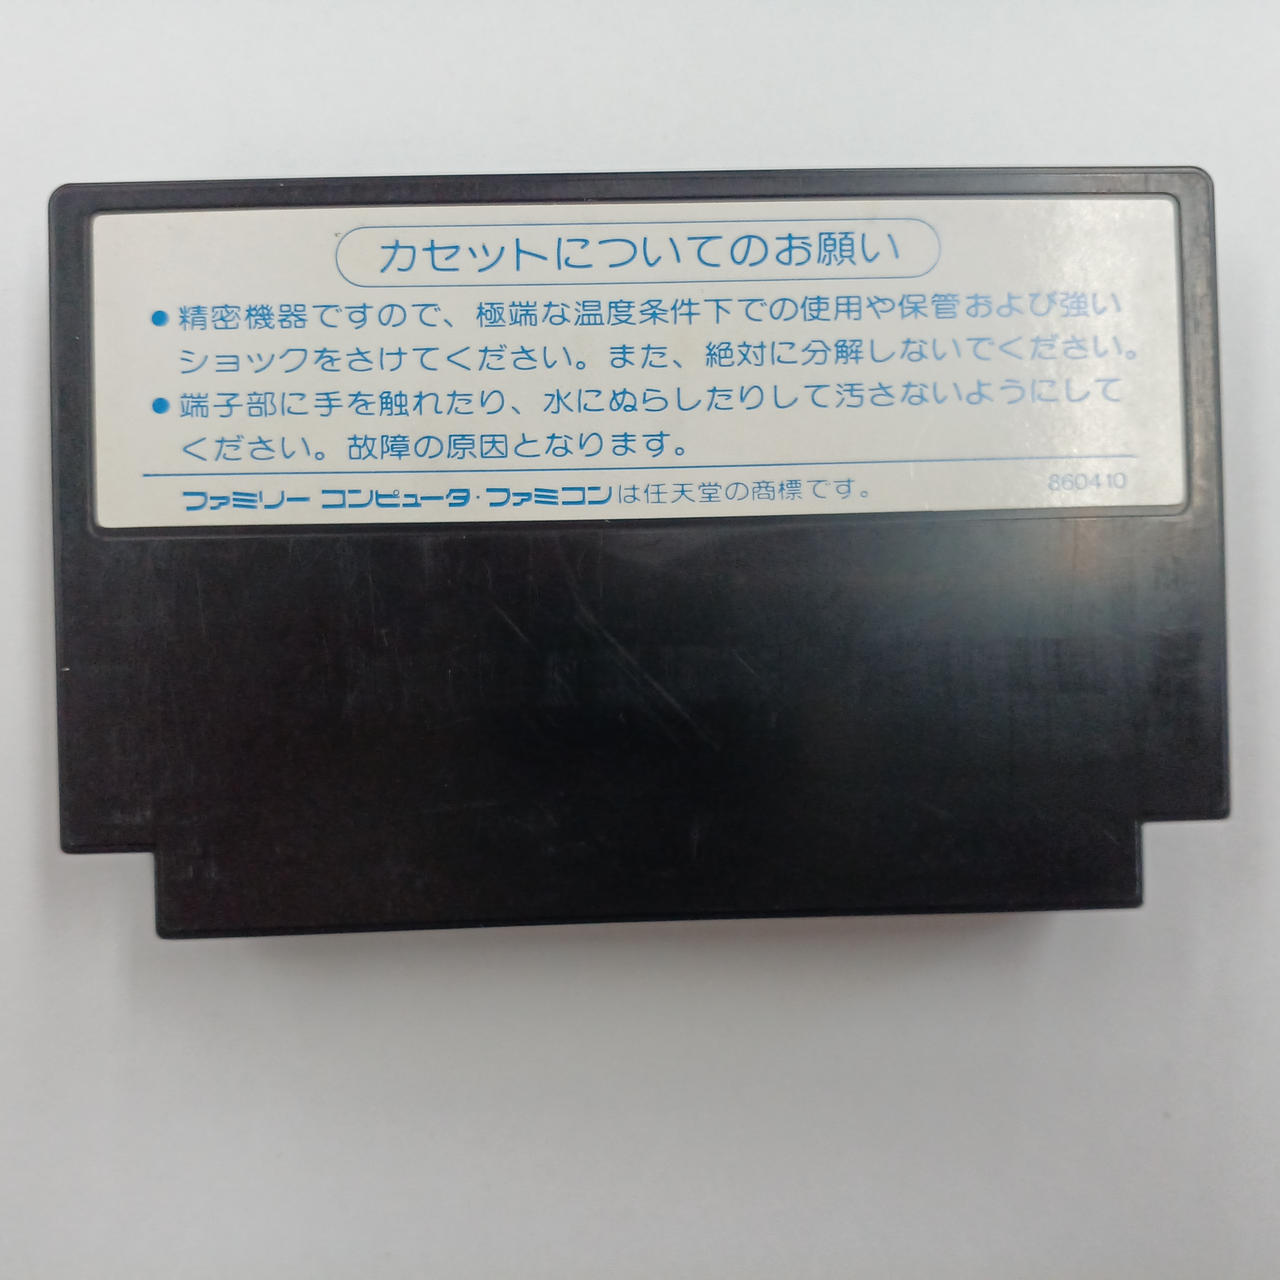 カセットについてのお願い
●精密機器ですので、極端な温度条件下での使用や保管および強い
ショックをさけてください。また、絶対に分解しないでください。
●端子部に手を触れたり、水にぬらしたりして汚さないようにして
ください。故障の原因となります。
ファミリー コンピュータ・ファミコンは任天堂の商標です。
860410